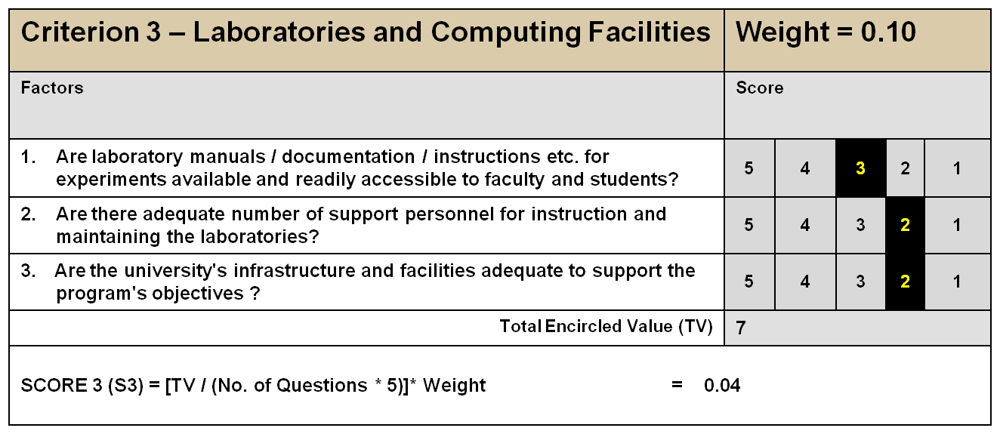 Criterion 3 – Laboratories and Computing Facilities Weight = 0.10
Factors Score
1. Are laboratory manuals / documentation / instructions etc. for
experiments available and readily accessible to faculty and students?
5 4 3 2 1
2. Are there adequate number of support personnel for instruction and
maintaining the laboratories?
5 4 3 2 1
3. Are the university's infrastructure and facilities adequate to support the
program's objectives ?
5 4 3 2 1
Total Encircled Value (TV) 7
SCORE 3 (S3) = [TV / (No. of Questions * 5)]* Weight = 0.04